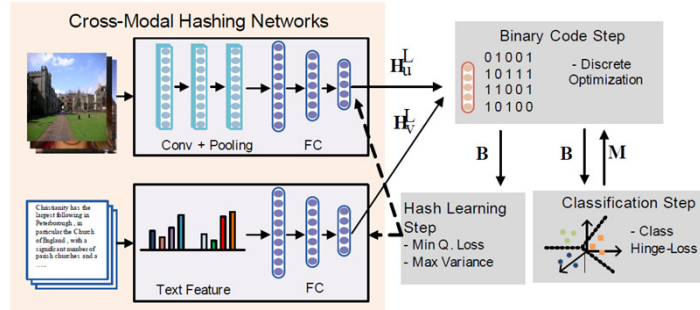 Cross-Modal Hashing Networks
Conv + Pooling
FC
H_u^L
H_v^L
Christianity has the
largest following in
Peterborough , in
particular the Church
of England , with a
significant number of
parish churches and a
......
Text Feature
FC
Binary Code Step
01001
10111
11001
10100
- Discrete
Optimization
B
B
M
Hash Learning
Step
- Min Q. Loss
- Max Variance
Classification Step
- Class
Hinge-Loss